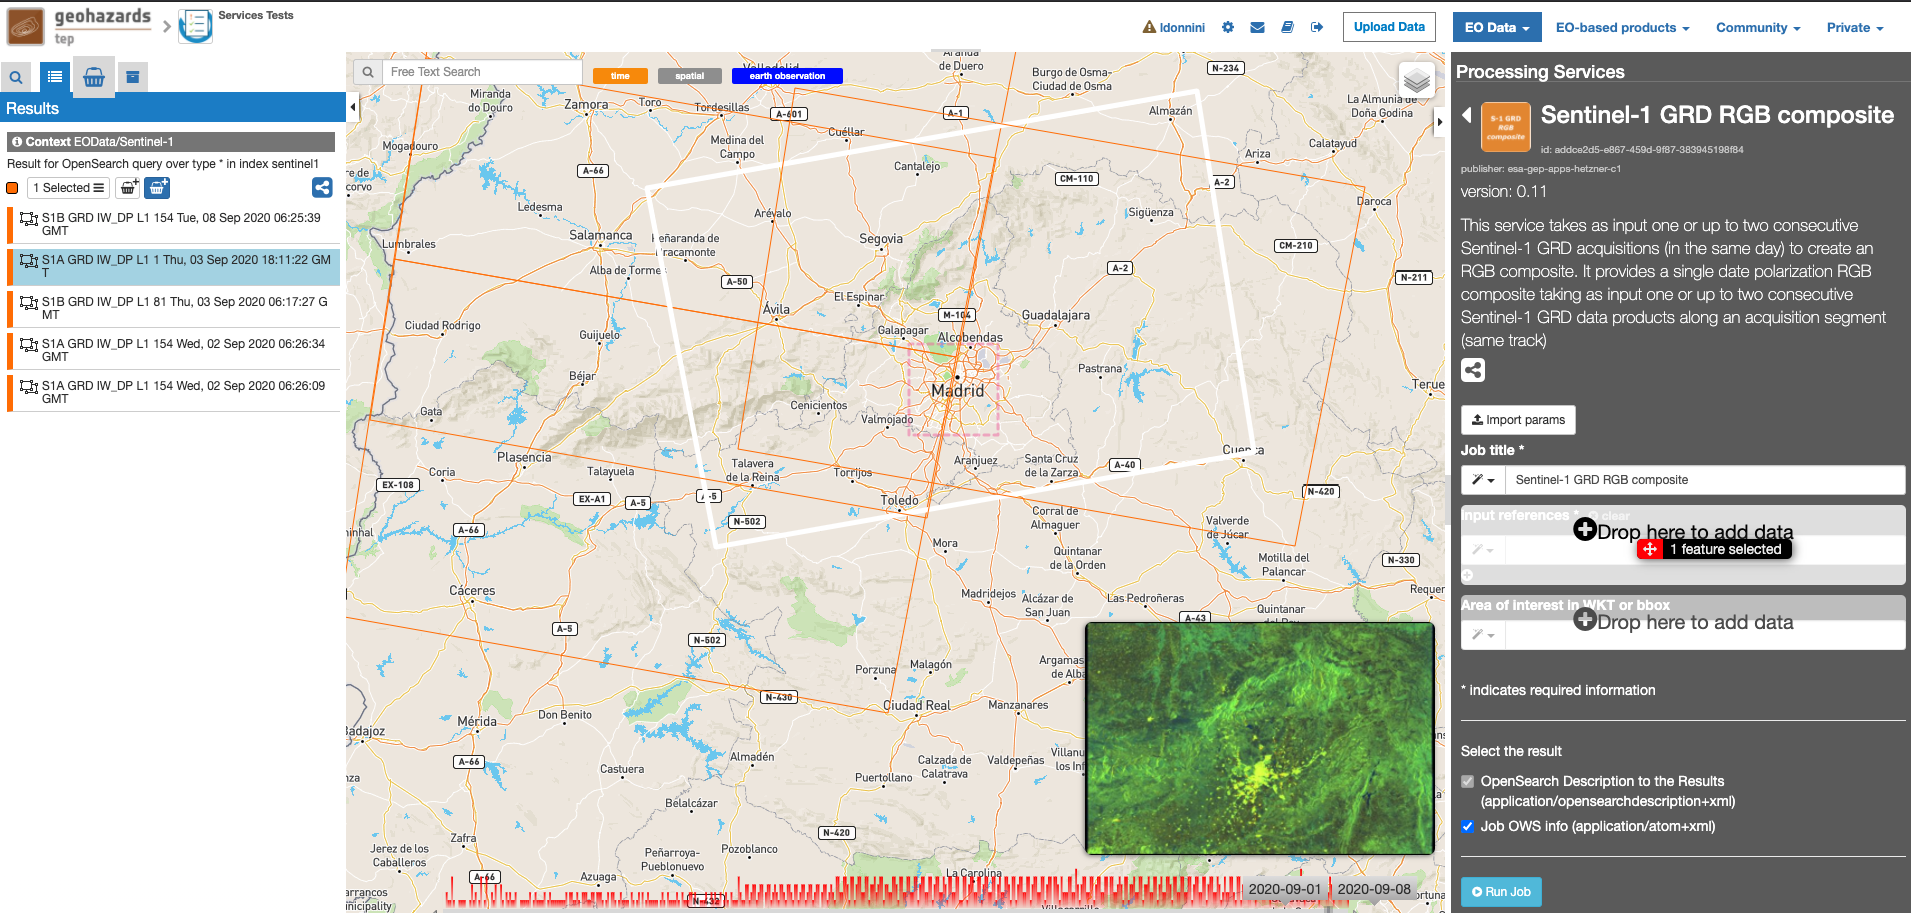 geohazards
tep
Services Tests
ldonnini
Upload Data
EO Data
EO-based products
Community
Private
Results
Context EOData/Sentinel-1
Result for OpenSearch query over type * in index sentinel1
1 Selected
S1B GRD IW_DP L1 154 Tue, 08 Sep 2020 06:25:39
GMT
S1A GRD IW_DP L1 1 Thu, 03 Sep 2020 18:11:22 GM
T
S1B GRD IW_DP L1 81 Thu, 03 Sep 2020 06:17:27 G
MT
S1A GRD IW_DP L1 154 Wed, 02 Sep 2020 06:26:34
GMT
S1A GRD IW_DP L1 154 Wed, 02 Sep 2020 06:26:09
GMT
Free Text Search
time
spatial
earth observation
Aranda
de Duero
Burgo de Osma-
Ciudad de Osma
N-234
Miranda
do Douro
Zamora
Toro
Tordesillas
A-601
A-1
Almazán
La Almunia de
Doña Godina
Mogadouro
Medina del
Campo
Cuéllar
Cantalejo
Ariza
Calatayud
A-66
CM-110
A-2
Ledesma
Arévalo
Sigüenza
Daroca
Lumbrales
Salamanca
Peñaranda de
Bracamonte
Segovia
CM-210
Alba de Tormes
A-50
A-2
N-211
El Espinar
Ávila
M-104
Guadalajara
Ciudad Rodrigo
Guijuelo
Galapagar
Alcobendas
Béjar
Madrid
Pastrana
Terue
Gata
Cenicientos
Valmojado
Plasencia
Coria
Talayuela
Talavera
de la Reina
Torrijos
Aranjuez
Santa Cruz
de la Zarza
A-40
Cuenca
EX-108
EX-A1
A-5
A-5
N-420
Toledo
A-66
N-502
Corral de
Almaguer
Valverde
de Júcar
Mora
Quintanar
de la Orden
Motilla del
Palancar
N-330
Cáceres
Madridejos
Alcázar de
San Juan
Las Pedroñeras
Requer
Quintanar
A-43
A-5
N-502
Porzuna
Malagón
Argamas
de Alb
N-430
Ciudad Real
Manzanares
Mérida
Don Benito
Badajoz
A-66
Castuera
Almadén
Calzada de
Calatrava
Valdepeñas
Villanu
los Inf
Puertollano
Belalcázar
N-420
Zafra
Jerez de los
Caballeros
Peñarroya-
Pueblonuevo
Pozoblanco
A-66
Azuaga
La Carolina
N-432
2020-09-01
2020-09-08
Processing Services
S-1 GRD
RGB
composite
Sentinel-1 GRD RGB composite
id: addce2d5-e867-459d-9f87-383945198f84
publisher: esa-gep-apps-hetzner-c1
version: 0.11
This service takes as input one or up to two consecutive
Sentinel-1 GRD acquisitions (in the same day) to create an
RGB composite. It provides a single date polarization RGB
composite taking as input one or up to two consecutive
Sentinel-1 GRD data products along an acquisition segment
(same track)
Import params
Job title *
Sentinel-1 GRD RGB composite
Input references * clear
Drop here to add data
1 feature selected
Area of interest in WKT or bbox
Drop here to add data
* indicates required information
Select the result
OpenSearch Description to the Results
(application/opensearchdescription+xml)
Job OWS info (application/atom+xml)
Run Job